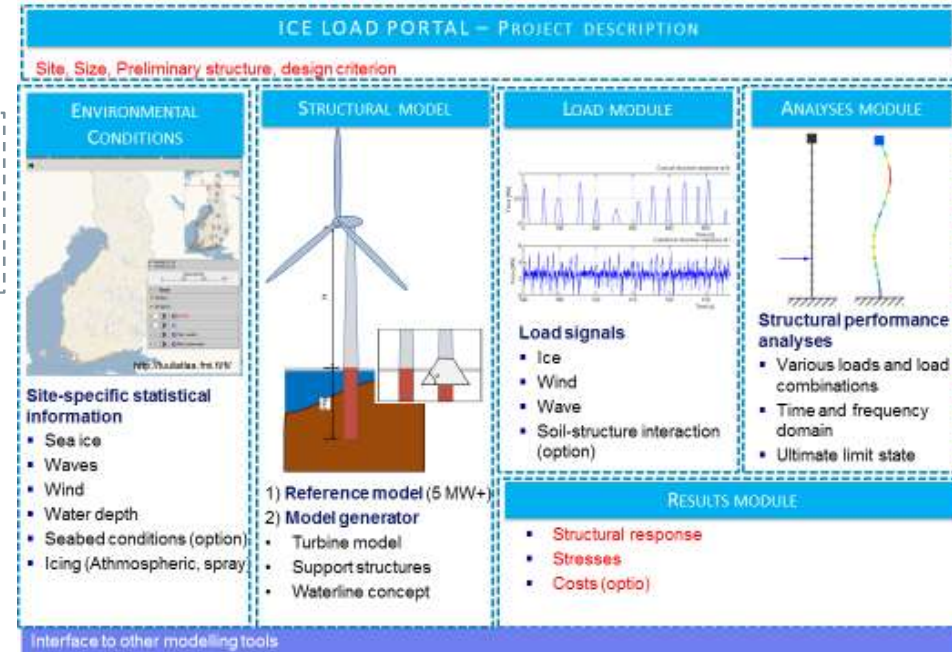 ICE LOAD PORTAL – PROJECT DESCRIPTION
Site, Size, Preliminary structure, design criterion
ENVIRONMENTAL
CONDITIONS
Site-specific statistical
information
▪ Sea ice
▪ Waves
▪ Wind
▪ Water depth
▪ Seabed conditions (option)
▪ Icing (Athmospheric, spray
STRUCTURAL MODEL
1) Reference model (5 MW+)
2) Model generator
• Turbine model
• Support structures
• Waterline concept
LOAD MODULE
Load signals
▪ Ice
▪ Wind
▪ Wave
▪ Soil-structure interaction
(option)
ANALYSES MODULE
Structural performance
analyses
▪ Various loads and load
combinations
▪ Time and frequency
domain
▪ Ultimate limit state
RESULTS MODULE
▪ Structural response
▪ Stresses
▪ Costs (optio)
Interface to other modelling tools